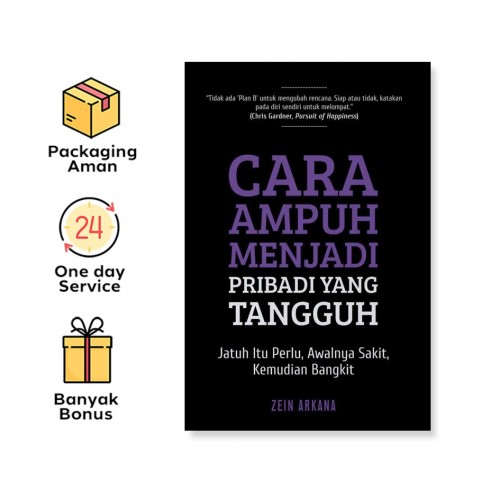 Packaging
Aman
24
One day
Service
Banyak
Bonus
"Tidak ada 'Plan B' untuk mengubah rencana. Siap atau tidak, katakan
pada diri sendiri untuk melompat."
(Chris Gardner, Pursuit of Happiness)
CARA
AMPUH
MENJADI
PRIBADI YANG
TANGGUH
Jatuh Itu Perlu, Awalnya Sakit,
Kemudian Bangkit
ZEIN ARKANA